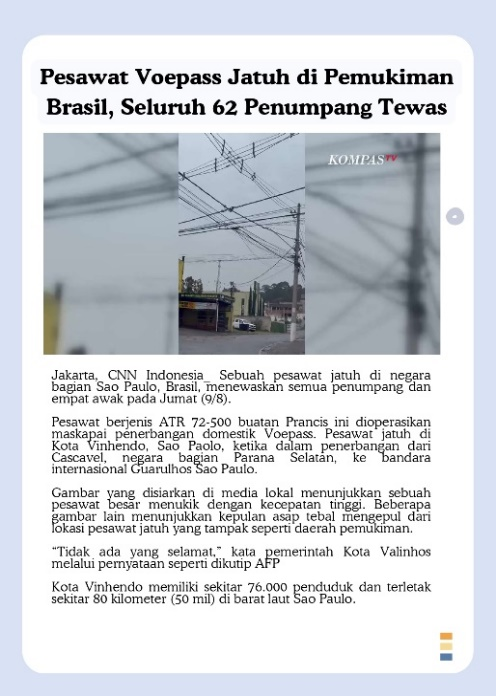 Pesawat Voepass Jatuh di Pemukiman
Brasil, Seluruh 62 Penumpang Tewas
KOMPAS TV
Jakarta, CNN Indonesia_ Sebuah pesawat jatuh di negara
bagian Sao Paulo, Brasil, menewaskan semua penumpang dan
empat awak pada Jumat (9/8).
Pesawat berjenis ATR 72-500 buatan Prancis ini dioperasikan
maskapai penerbangan domestik Voepass. Pesawat jatuh di
Kota Vinhendo, Sao Paolo, ketika dalam penerbangan dari
Cascavel, negara bagian Parana Selatan, ke bandara
internasional Guarulhos Sao Paulo.
Gambar yang disiarkan di media lokal menunjukkan sebuah
pesawat besar menukik dengan kecepatan tinggi. Beberapa
gambar lain menunjukkan kepulan asap tebal mengepul dari
lokasi pesawat jatuh yang tampak seperti daerah pemukiman.
“Tidak ada yang selamat,” kata pemerintah Kota Valinhos
melalui pernyataan seperti dikutip AFP
Kota Vinhendo memiliki sekitar 76.000 penduduk dan terletak
sekitar 80 kilometer (50 mil) di barat laut Sao Paulo.